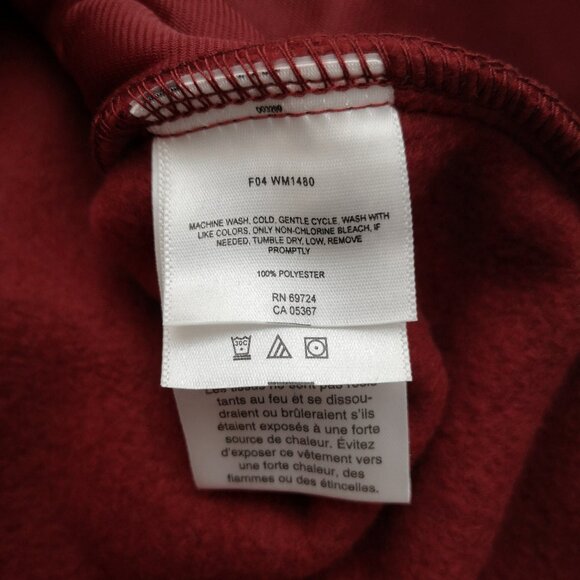 003280
F04 WM1480
MACHINE WASH, COLD, GENTLE CYCLE, WASH WITH
LIKE COLORS, ONLY NON-CHLORINE BLEACH, IF
NEEDED, TUMBLE DRY, LOW, REMOVE
PROMPTLY
100% POLYESTER
RN 69724
CA 05367
30C
tants au feu et se dissou-
draient ou brûleraient s'ils
étaient exposés à une forte
source de chaleur. Évitez
d'exposer ce vêtement vers
une forte chaleur, des
flammes ou des étincelles.